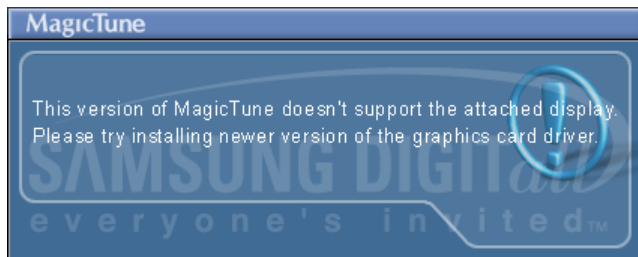 MagicTune
This version of MagicTune doesn't support the attached display.
Please try installing newer version of the graphics card driver.
SAMSUNG DIGITall
everyone's invited™